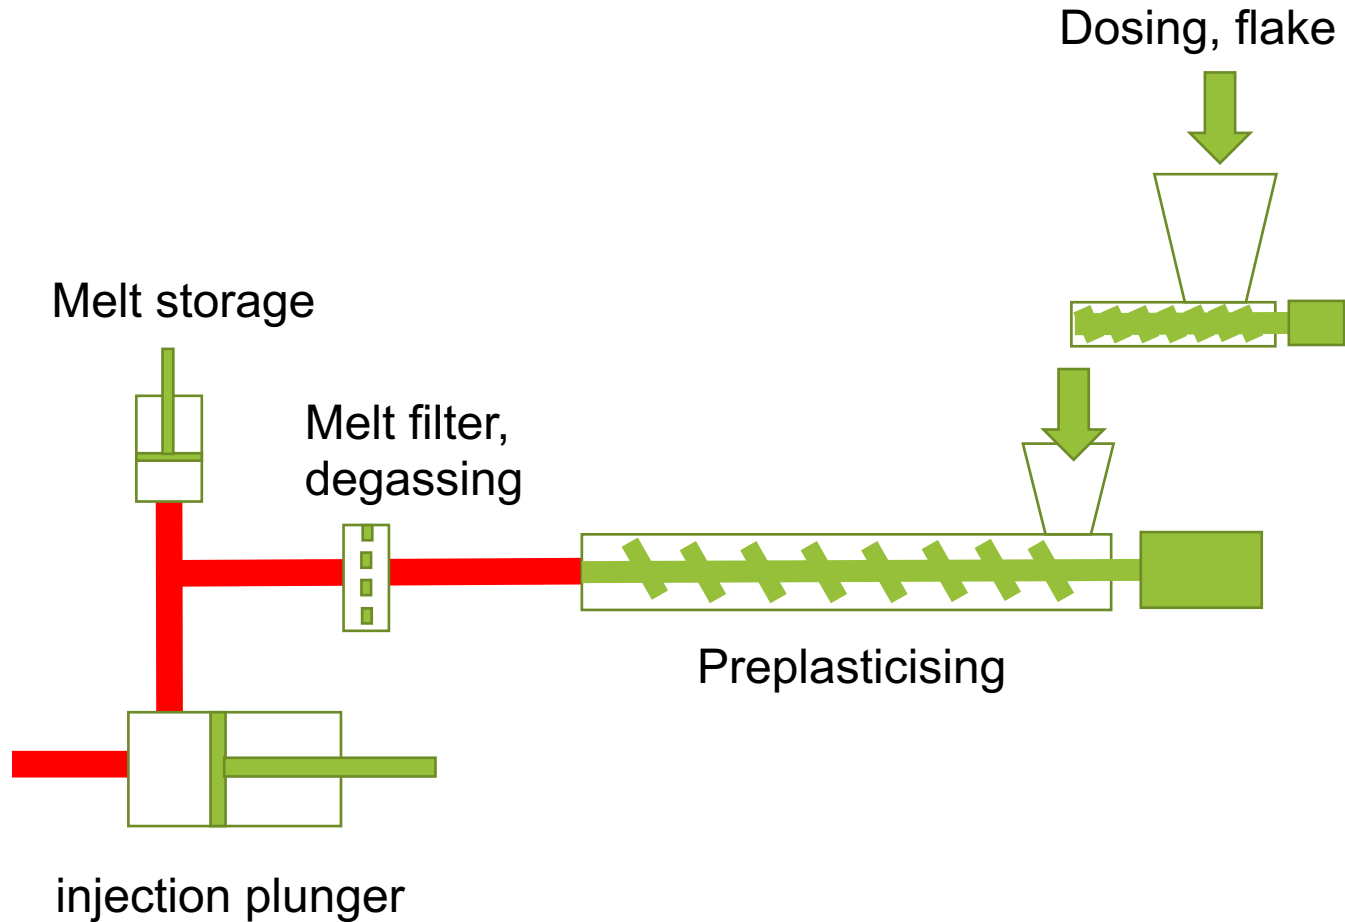 Dosing, flake
Melt storage
Melt filter,
degassing
Preplasticising
injection plunger